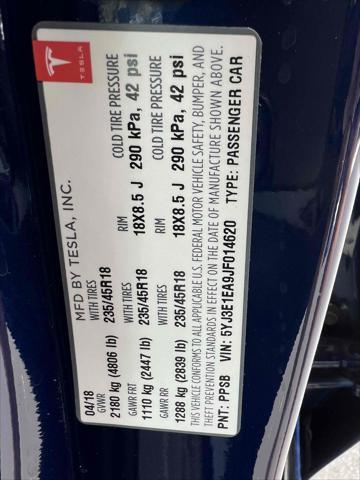 TESLA
MFD BY TESLA, INC.
04/18
GVWR WITH TIRES RIM COLD TIRE PRESSURE
2180 kg (4806 lb) 235/45R18 18X8.5 J 290 kPa, 42 psi
GAWR FRT WITH TIRES RIM COLD TIRE PRESSURE
1110 kg (2447 lb) 235/45R18 18X8.5 J 290 kPa, 42 psi
GAWR RR
1288 kg (2839 lb) 235/45R18
THIS VEHICLE CONFORMS TO ALL APPLICABLE U.S. FEDERAL MOTOR VEHICLE SAFETY, BUMPER, AND
THEFT PREVENTION STANDARDS IN EFFECT ON THE DATE OF MANUFACTURE SHOWN ABOVE.
PNT: PPSB VIN: 5YJ3E1EA9JF014620 TYPE: PASSENGER CAR